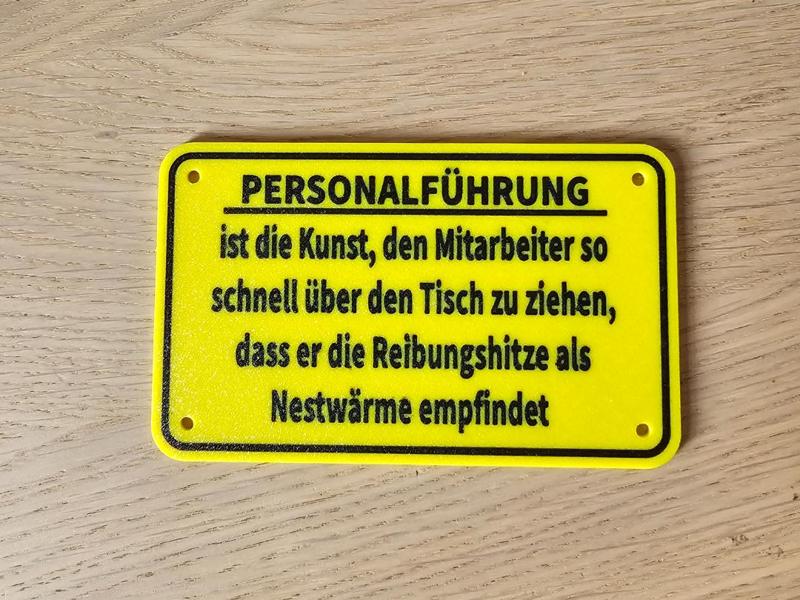 PERSONALFÜHRUNG
ist die Kunst, den Mitarbeiter so
schnell über den Tisch zu ziehen,
dass er die Reibungshitze als
Nestwärme empfindet